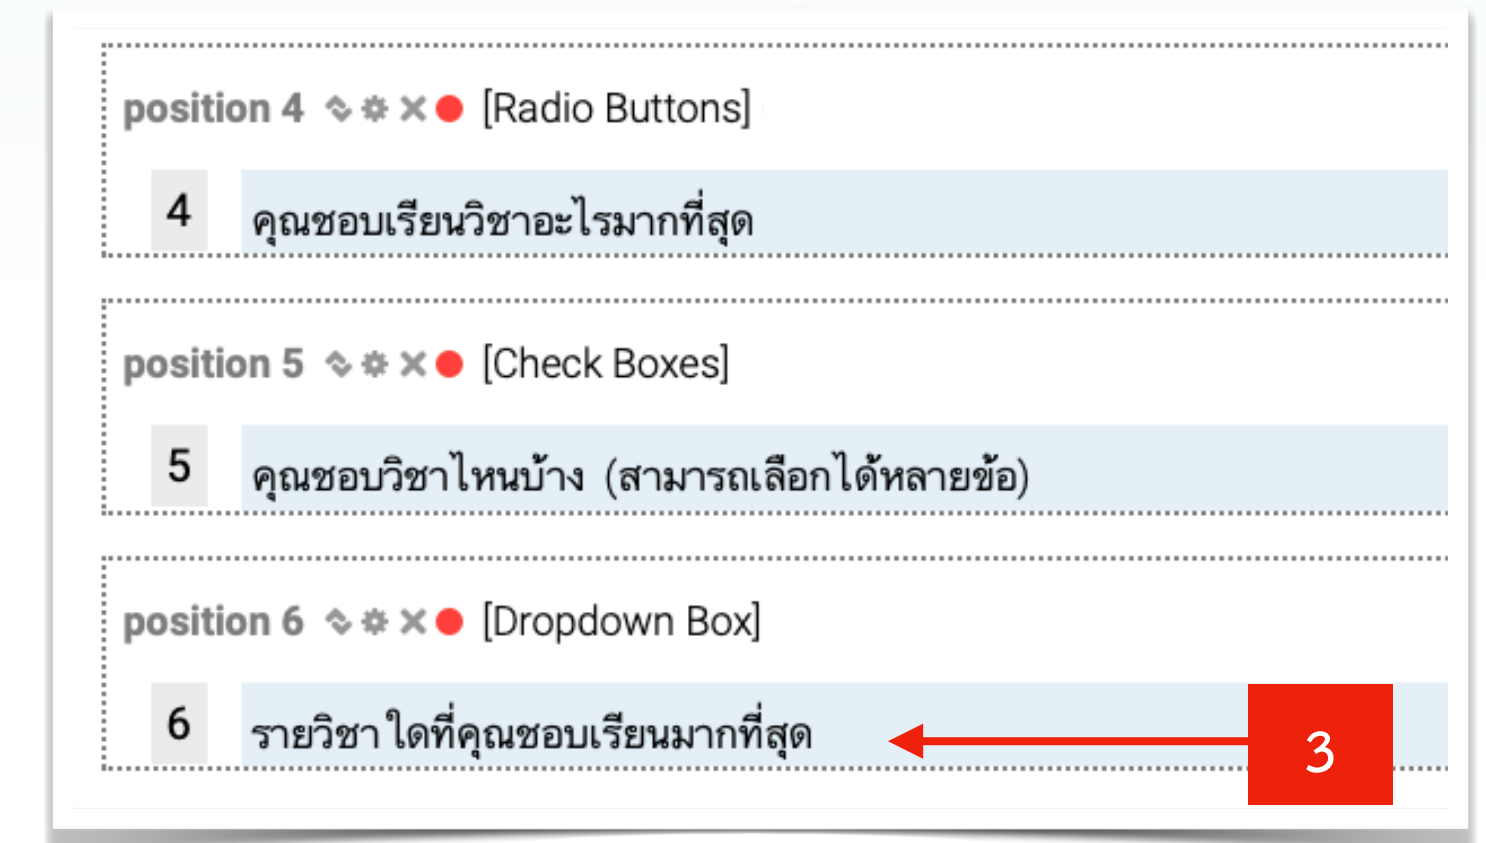 position 4 [Radio Buttons]
4 คุณชอบเรียนวิชาอะไรมากที่สุด
position 5 [Check Boxes]
5 คุณชอบวิชาไหนบ้าง (สามารถเลือกได้หลายข้อ)
position 6 [Dropdown Box]
6 รายวิชาใดที่คุณชอบเรียนมากที่สุด
3